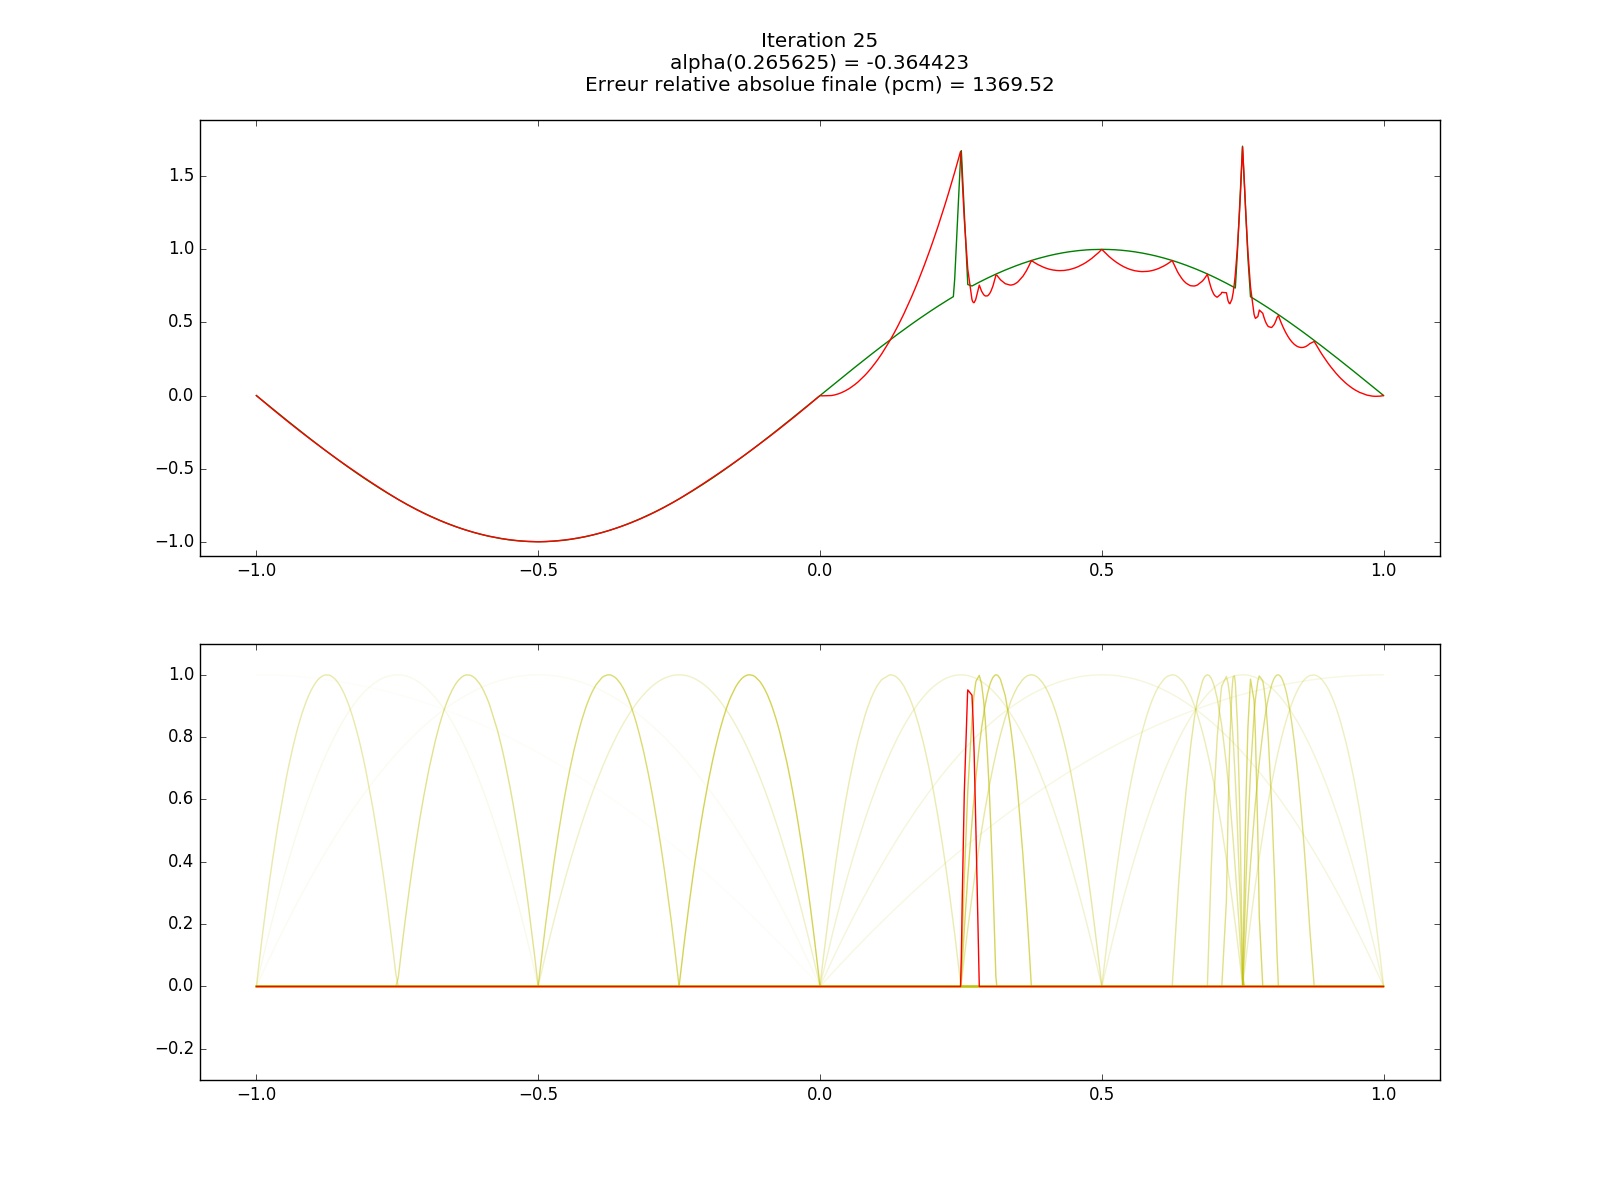 Iteration 25
alpha(0.265625) = -0.364423
Erreur relative absolue finale (pcm) = 1369.52
1.5
1.0
0.5
0.0
−0.5
−1.0
−1.0 −0.5 0.0 0.5 1.0
1.0
0.8
0.6
0.4
0.2
0.0
−0.2
−1.0 −0.5 0.0 0.5 1.0